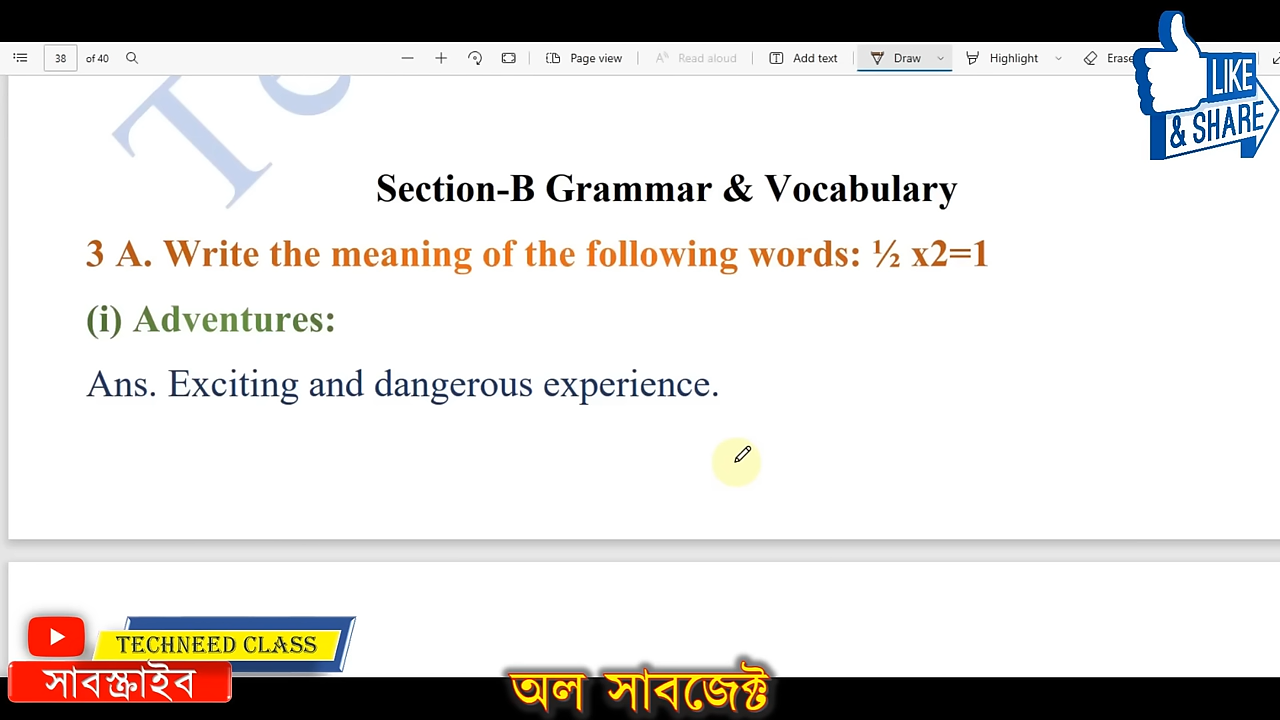 38 of 40 Page view Read aloud Add text Draw Highlight Erase
LIKE
& SHARE
Te
Section-B Grammar & Vocabulary
3 A. Write the meaning of the following words: ½ x2=1
(i) Adventures:
Ans. Exciting and dangerous experience.
TECHNEED CLASS
সাবস্ক্রাইব
অল সাবজেক্ট